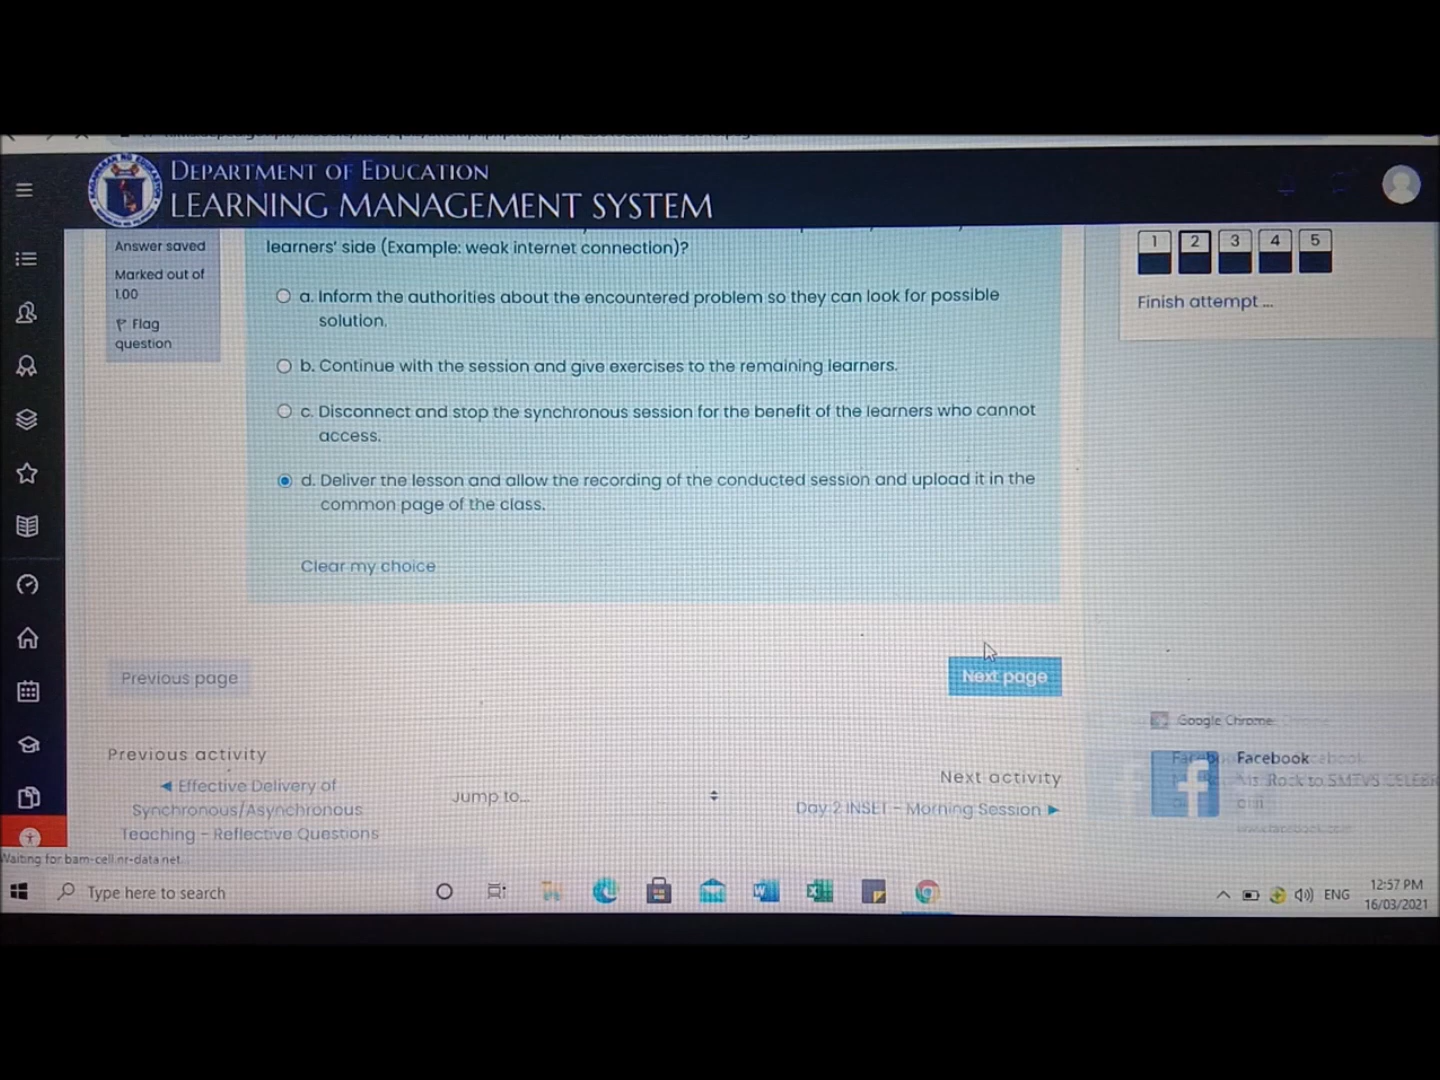 DEPARTMENT OF EDUCATION
LEARNING MANAGEMENT SYSTEM
Answer saved
Marked out of
1.00
Flag
question
learners' side (Example: weak internet connection)?
a. Inform the authorities about the encountered problem so they can look for possible
solution.
b. Continue with the session and give exercises to the remaining learners.
c. Disconnect and stop the synchronous session for the benefit of the learners who cannot
access.
d. Deliver the lesson and allow the recording of the conducted session and upload it in the
common page of the class.
Clear my choice
1 2 3 4 5
Finish attempt ...
Previous page
Next page
Previous activity
◄ Effective Delivery of
Synchronous/Asynchronous
Teaching - Reflective Questions
Jump to...
Next activity
Day 2 INSET - Morning Session ►
Google Chrome
Facebook
Rock to SMTVS
Waiting for bam-cell.nr-data.net...
Type here to search
ENG
12:57 PM
16/03/2021